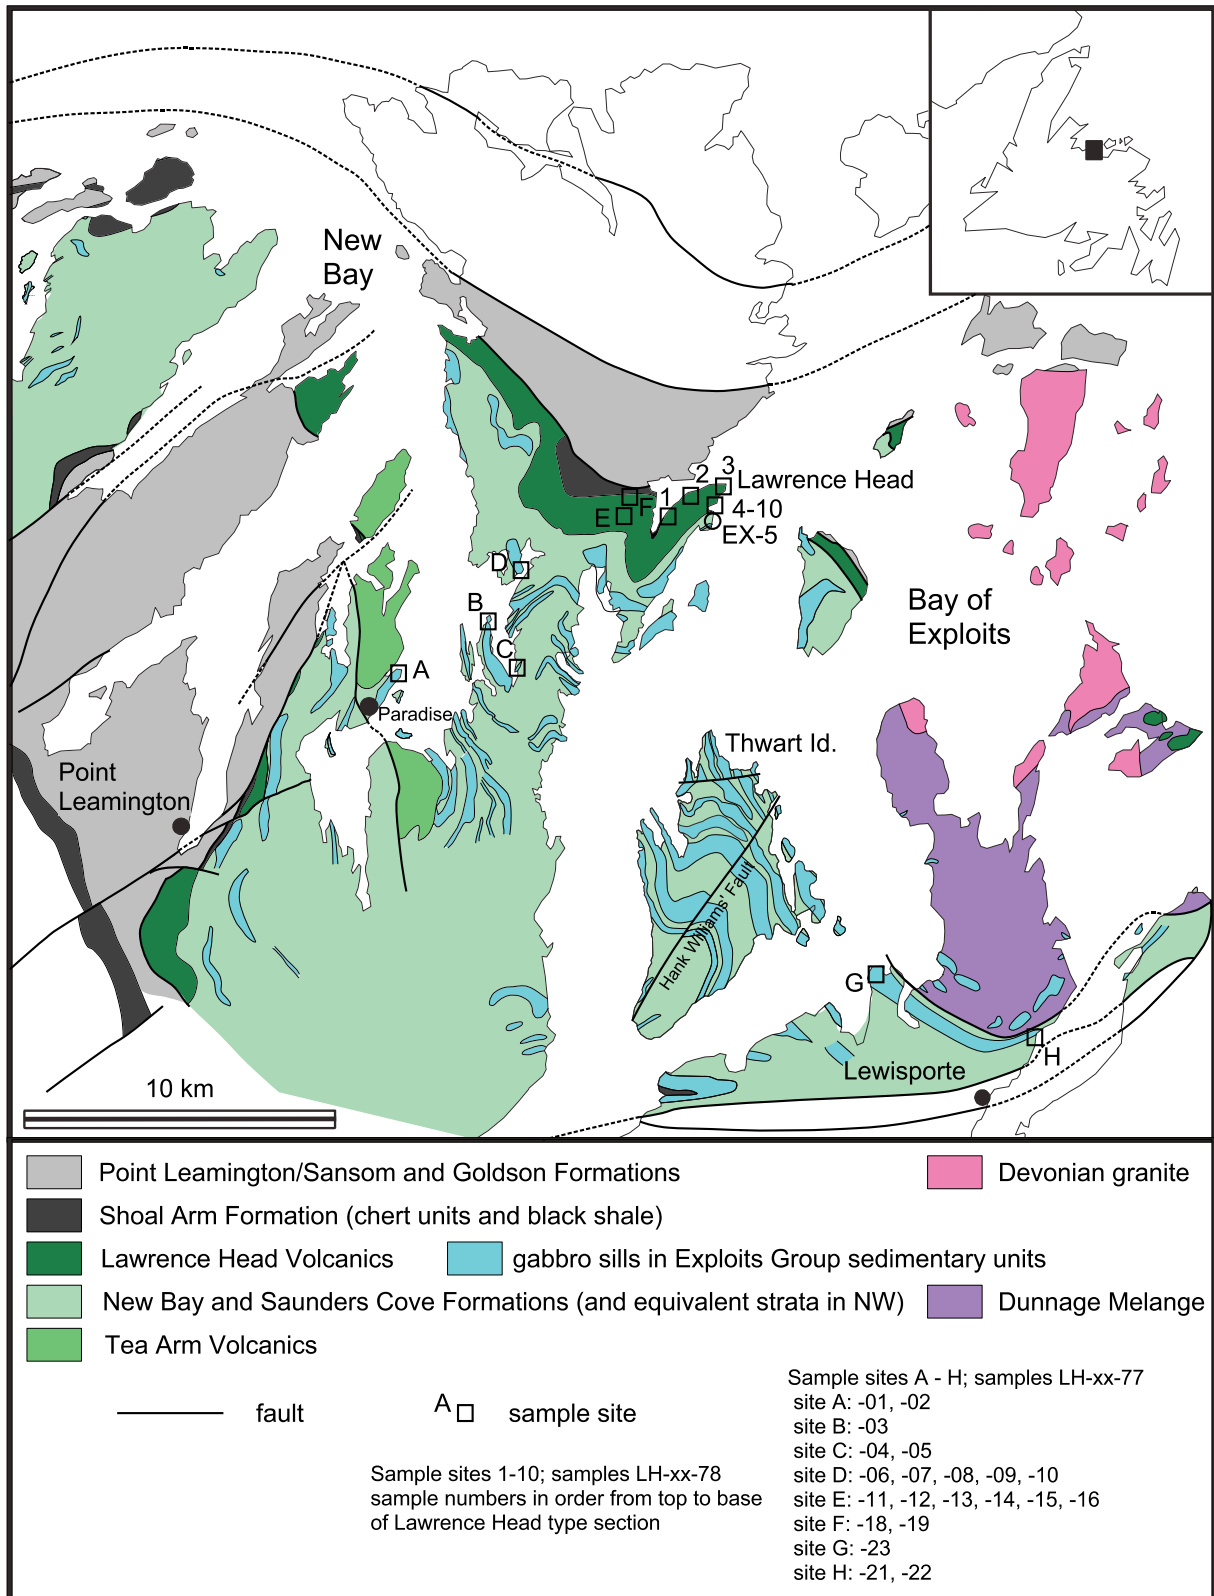 New
Bay
3
2
Lawrence Head
1
F
E
4-10
EX-5
D
B
C
A
Bay of
Exploits
Paradise
Thwart Id.
Point
Leamington
Hank Williams' Fault
G
H
Lewisporte
10 km
Point Leamington/Sansom and Goldson Formations
Devonian granite
Shoal Arm Formation (chert units and black shale)
Lawrence Head Volcanics
gabbro sills in Exploits Group sedimentary units
New Bay and Saunders Cove Formations (and equivalent strata in NW)
Dunnage Melange
Tea Arm Volcanics
fault
A
sample site
Sample sites 1-10; samples LH-xx-78
sample numbers in order from top to base
of Lawrence Head type section
Sample sites A - H; samples LH-xx-77
site A: -01, -02
site B: -03
site C: -04, -05
site D: -06, -07, -08, -09, -10
site E: -11, -12, -13, -14, -15, -16
site F: -18, -19
site G: -23
site H: -21, -22